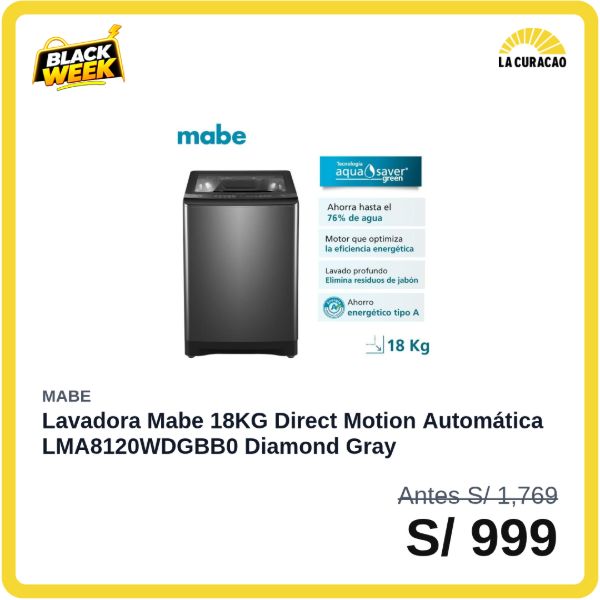 BLACK
WEEK
LA CURACAO
mabe
Tecnología
aqua saver®
green
Ahorra hasta el
76% de agua
Motor que optimiza
la eficiencia energética
Lavado profundo
Elimina residuos de jabón
Ahorro
energético tipo A
18 Kg
MABE
Lavadora Mabe 18KG Direct Motion Automática
LMA8120WDGBB0 Diamond Gray
Antes S/ 1,769
S/ 999